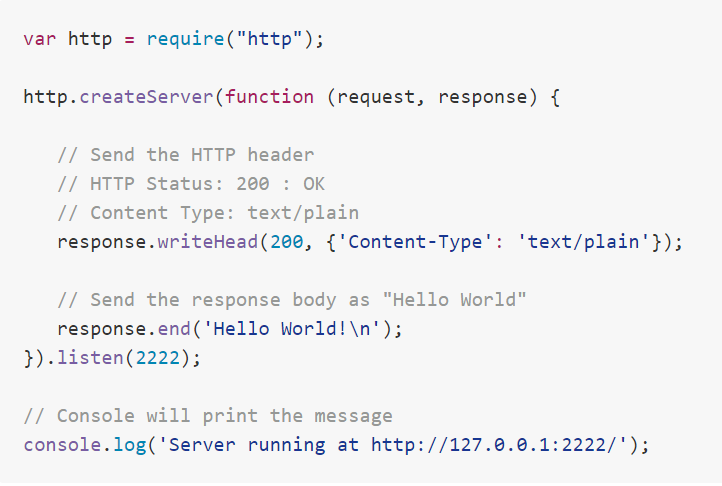 var http = require("http");

http.createServer(function (request, response) {

   // Send the HTTP header
   // HTTP Status: 200 : OK
   // Content Type: text/plain
   response.writeHead(200, {'Content-Type': 'text/plain'});

   // Send the response body as "Hello World"
   response.end('Hello World!\n');
}).listen(2222);

// Console will print the message
console.log('Server running at http://127.0.0.1:2222/');